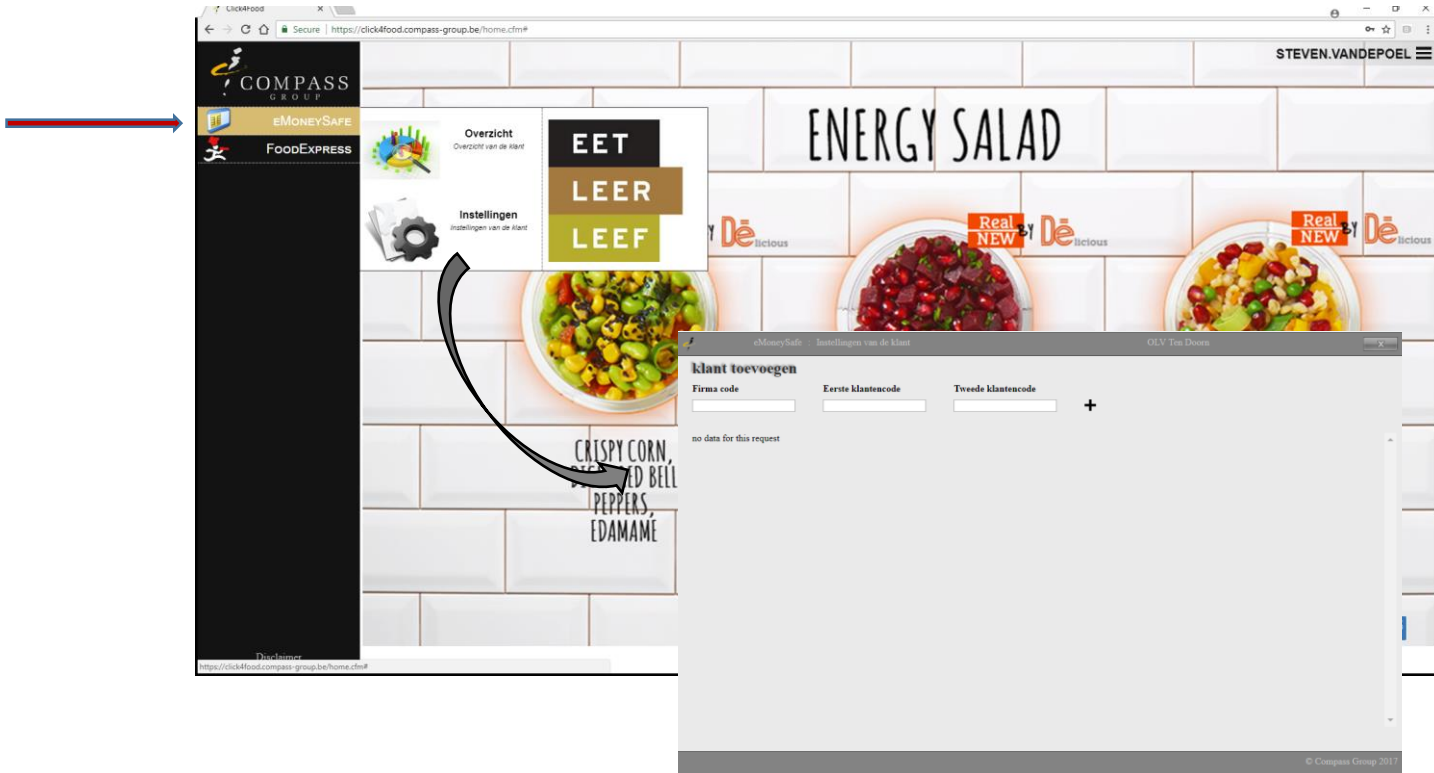 Click4Food
Secure | https://click4food.compass-group.be/home.cfm#
COMPASS
GROUP
STEVEN.VANDEPOEL
EMONEYSAFE
FOODEXPRESS
Overzicht
Overzicht van de klant
Instellingen
Instellingen van de klant
EET
LEER
LEEF
ENERGY SALAD
BY Dēlicious
Real NEW BY Dēlicious
Real NEW BY Dēlicious
CRISPY CORN,
BELL
PEPPERS,
EDAMAME
Disclaimer
https://click4food.compass-group.be/home.cfm#
eMoneySafe : Instellingen van de klant
OLV Ten Doorn
x
klant toevoegen
Firma code
Eerste klantencode
Tweede klantencode
+
no data for this request
© Compass Group 2017